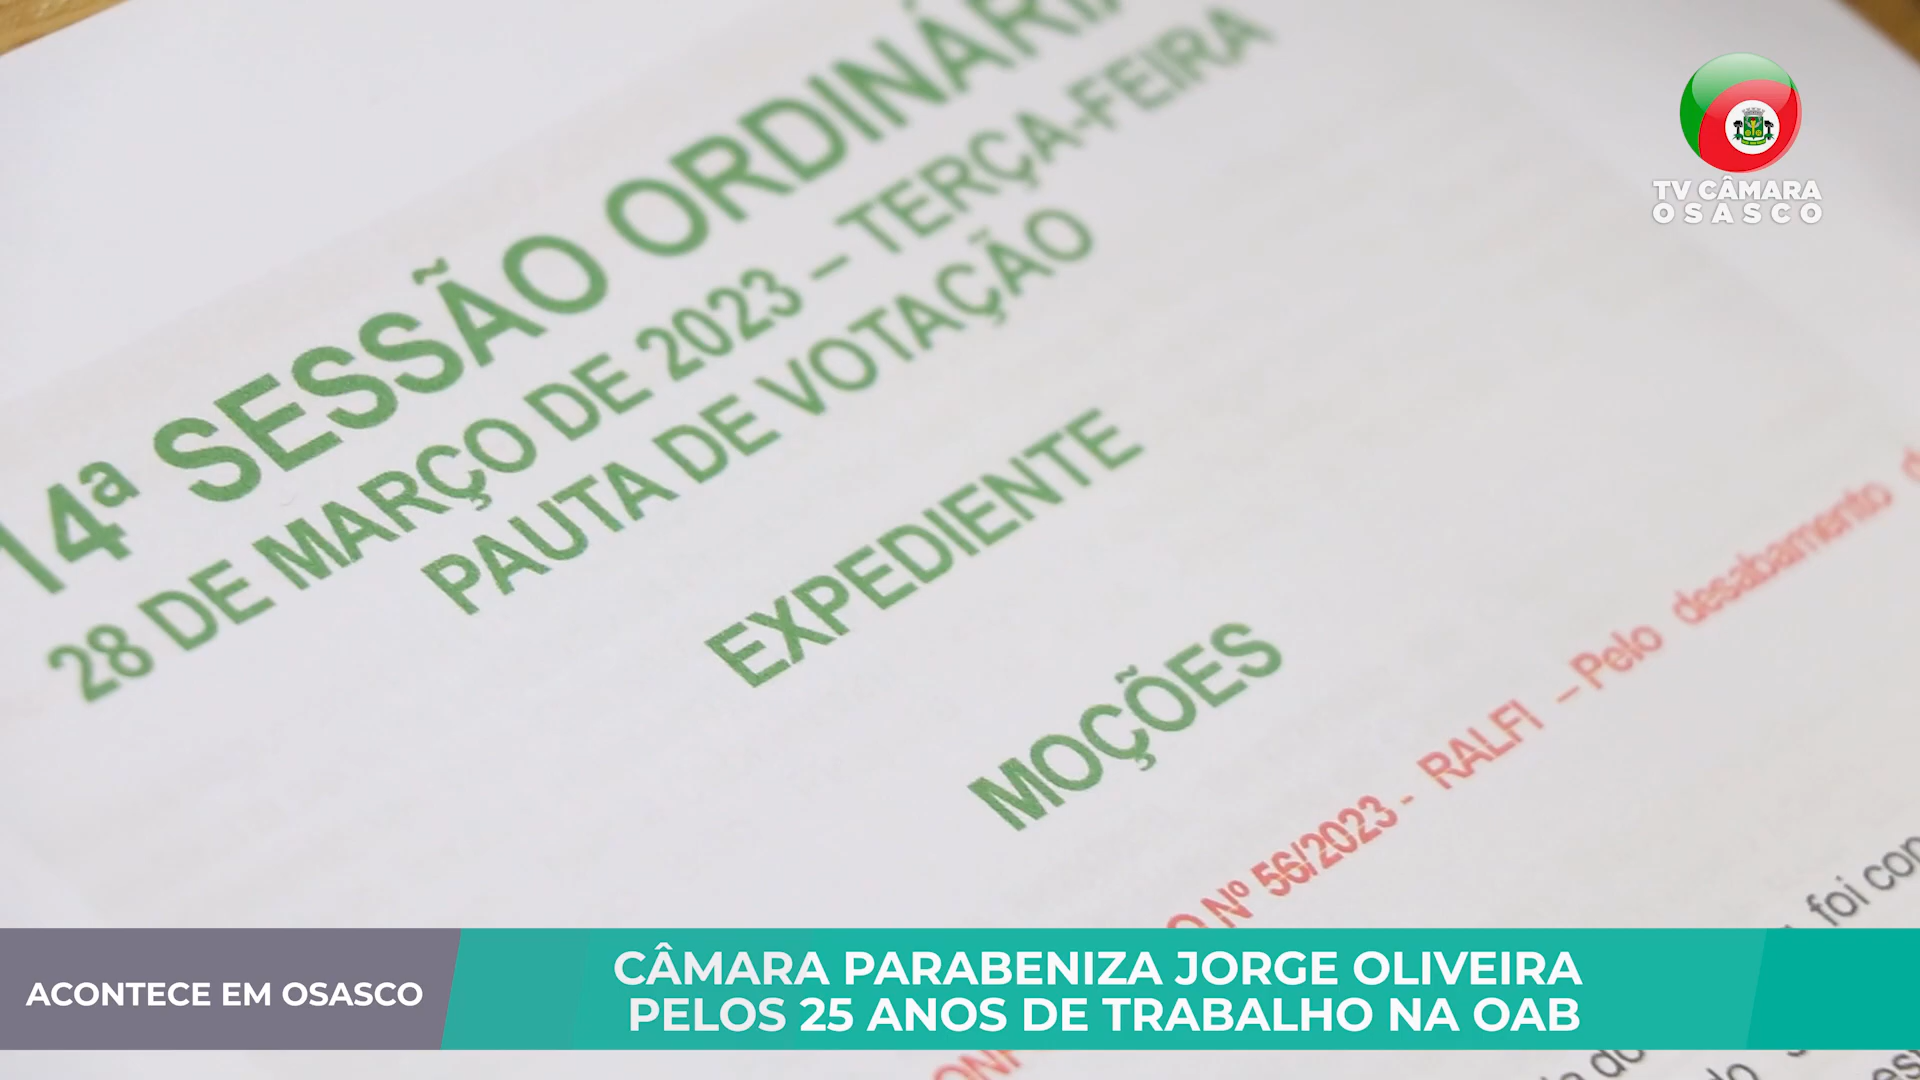 14ª SESSÃO ORDINÁRIA
28 DE MARÇO DE 2023 – TERÇA-FEIRA
PAUTA DE VOTAÇÃO
EXPEDIENTE
MOÇÕES
Nº 56/2023 - RALFI – Pelo desabamento
foi
TV CÂMARA
OSASCO
ACONTECE EM OSASCO
CÂMARA PARABENIZA JORGE OLIVEIRA
PELOS 25 ANOS DE TRABALHO NA OAB